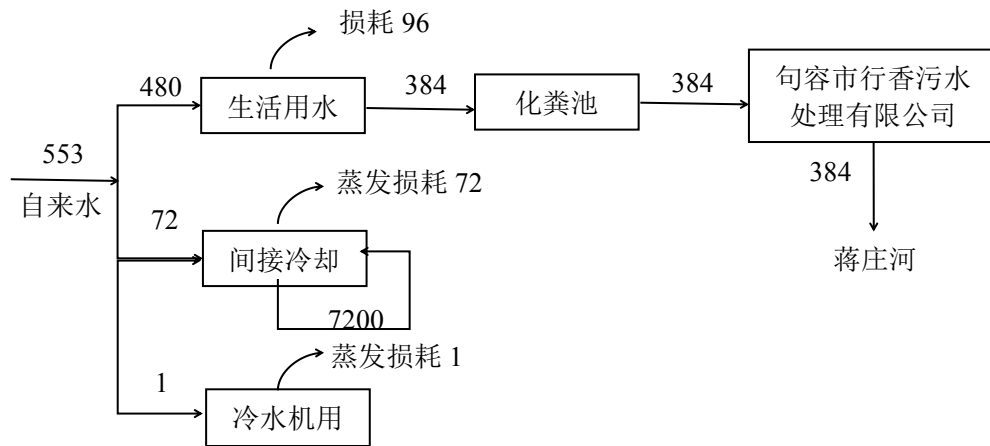 损耗 96
480
生活用水
384
化粪池
384
句容市行香污水
处理有限公司
553
自来水
384
蒋庄河
蒸发损耗 72
72
间接冷却
7200
蒸发损耗 1
1
冷水机用